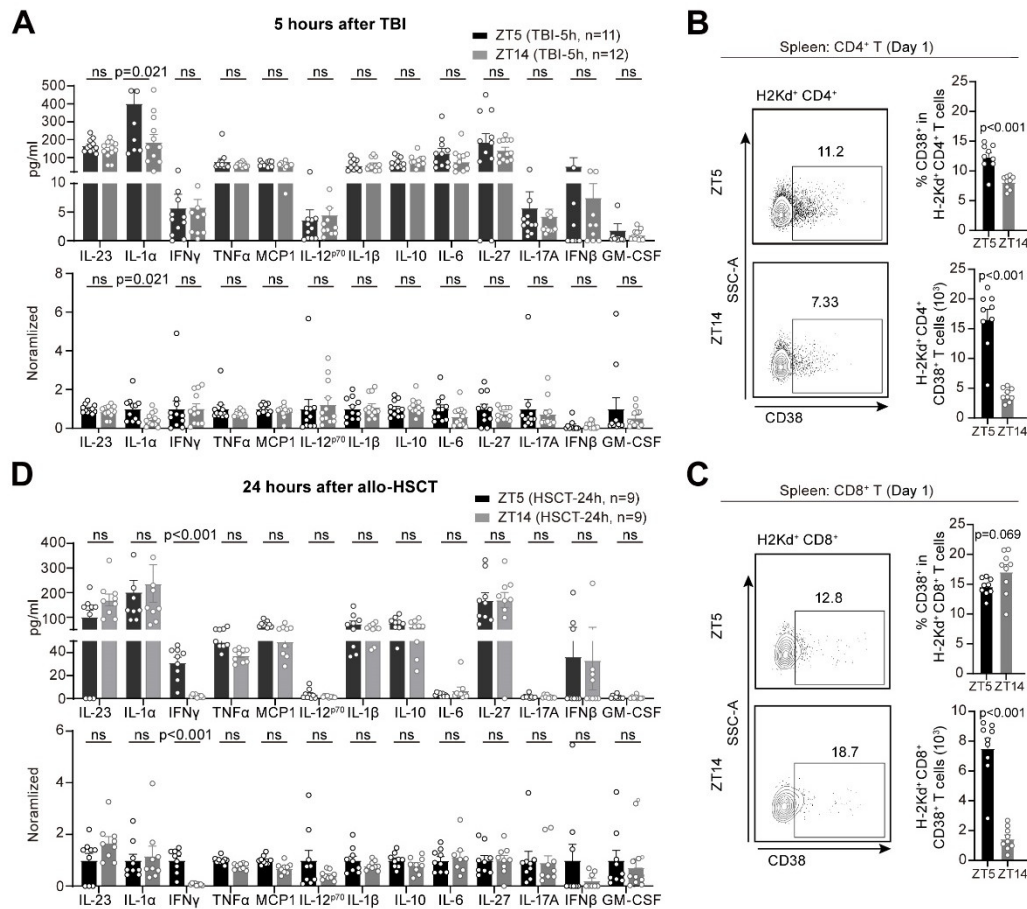 A
5 hours after TBI
ZT5 (TBI-5h, n=11)
ZT14 (TBI-5h, n=12)
ns p=0.021 ns ns ns ns ns ns ns ns ns ns ns
pg/ml
500
400
300
200
100
10
5
0
IL-23 IL-1α IFNγ TNFα MCP1 IL-12p70 IL-1β IL-10 IL-6 IL-27 IL-17A IFNβ GM-CSF
ns p=0.021 ns ns ns ns ns ns ns ns ns ns ns
Noramlized
8
6
4
2
0
IL-23 IL-1α IFNγ TNFα MCP1 IL-12p70 IL-1β IL-10 IL-6 IL-27 IL-17A IFNβ GM-CSF
B
Spleen: CD4+ T (Day 1)
H2Kd+ CD4+
ZT5
11.2
ZT14
7.33
SSC-A
CD38
% CD38+ in
H-2Kd+ CD4+ T cells
25
20
15
10
5
0
p<0.001
ZT5 ZT14
H-2Kd+ CD4+
CD38+ T cells (10³)
25
20
15
10
5
0
p<0.001
ZT5 ZT14
D
24 hours after allo-HSCT
ZT5 (HSCT-24h, n=9)
ZT14 (HSCT-24h, n=9)
ns ns p<0.001 ns ns ns ns ns ns ns ns ns ns
pg/ml
400
300
200
100
60
40
20
0
IL-23 IL-1α IFNγ TNFα MCP1 IL-12p70 IL-1β IL-10 IL-6 IL-27 IL-17A IFNβ GM-CSF
ns ns p<0.001 ns ns ns ns ns ns ns ns ns ns
Noramlized
6
4
2
0
IL-23 IL-1α IFNγ TNFα MCP1 IL-12p70 IL-1β IL-10 IL-6 IL-27 IL-17A IFNβ GM-CSF
C
Spleen: CD8+ T (Day 1)
H2Kd+ CD8+
ZT5
12.8
ZT14
18.7
SSC-A
CD38
% CD38+ in
H-2Kd+ CD8+ T cells
25
20
15
10
5
0
p=0.069
ZT5 ZT14
H-2Kd+ CD8+
CD38+ T cells (10³)
10
8
6
4
2
0
p<0.001
ZT5 ZT14